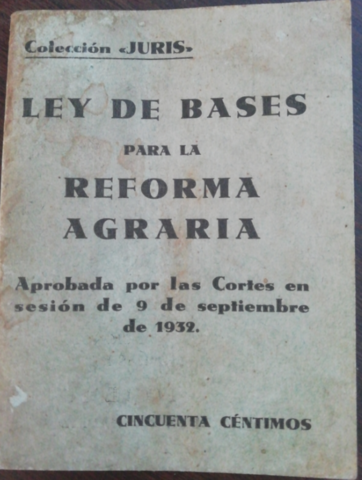 Colección «JURIS»
LEY DE BASES
PARA LA
REFORMA
AGRARIA
Aprobada por las Cortes en
sesión de 9 de septiembre
de 1932.
CINCUENTA CÉNTIMOS